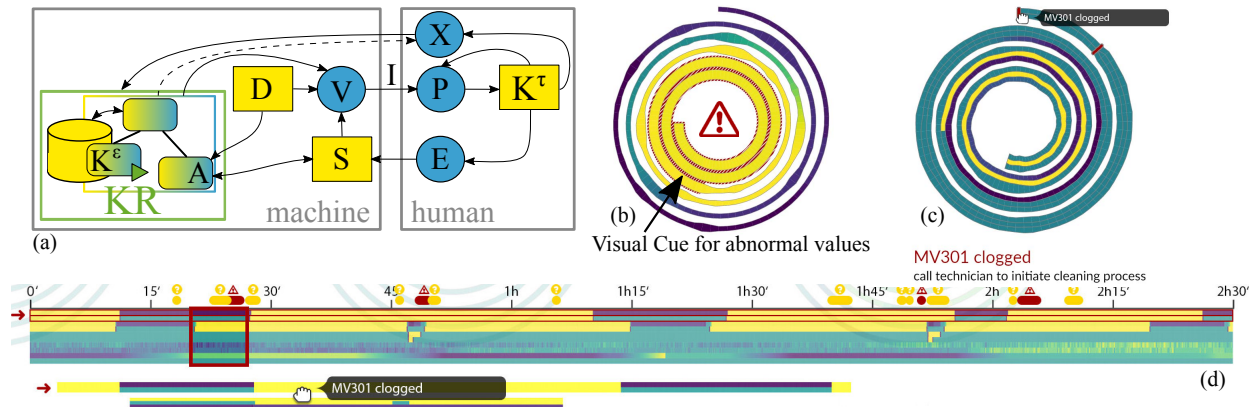 X
I
D
V
P
Kτ
Kε
A
S
E
KR
machine
human
(a)
(b)
Visual Cue for abnormal values
MV301 clogged
(c)
MV301 clogged
call technician to initiate cleaning process
0′ 15′ 30′ 45′ 1h 1h15′ 1h30′ 1h45′ 2h 2h15′ 2h30′
? ? ? ? ? ? ? ? ? ? ? ?
MV301 clogged
(d)